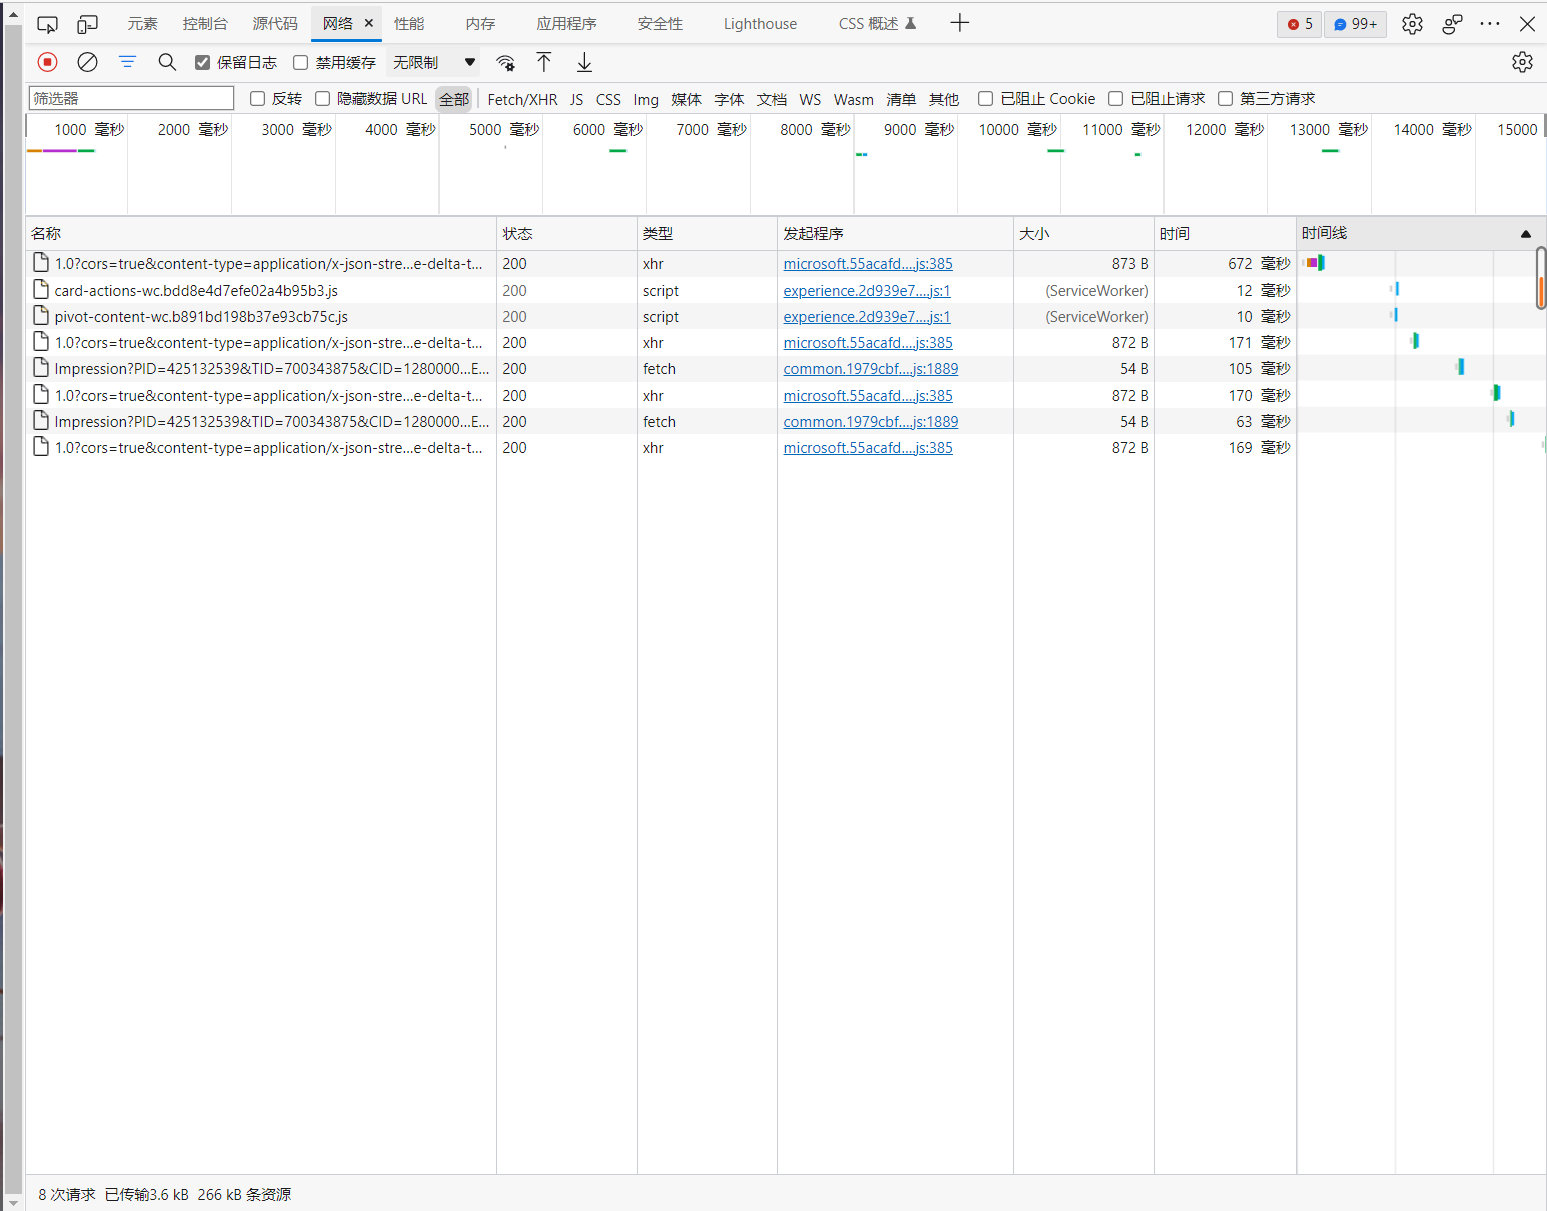 元素 控制台 源代码 网络 性能 内存 应用程序 安全性 Lighthouse CSS 概述 5 99+
保留日志 禁用缓存 无限制
筛选器 反转 隐藏数据 URL 全部 Fetch/XHR JS CSS Img 媒体 字体 文档 WS Wasm 清单 其他 已阻止 Cookie 已阻止请求 第三方请求
1000 毫秒 2000 毫秒 3000 毫秒 4000 毫秒 5000 毫秒 6000 毫秒 7000 毫秒 8000 毫秒 9000 毫秒 10000 毫秒 11000 毫秒 12000 毫秒 13000 毫秒 14000 毫秒 15000
名称 状态 类型 发起程序 大小 时间 时间线
1.0?cors=true&content-type=application/x-json-stre...e-delta-t... 200 xhr microsoft.55acafd....js:385 873 B 672 毫秒
card-actions-wc.bdd8e4d7efe02a4b95b3.js 200 script experience.2d939e7....js:1 (ServiceWorker) 12 毫秒
pivot-content-wc.b891bd198b37e93cb75c.js 200 script experience.2d939e7....js:1 (ServiceWorker) 10 毫秒
1.0?cors=true&content-type=application/x-json-stre...e-delta-t... 200 xhr microsoft.55acafd....js:385 872 B 171 毫秒
Impression?PID=425132539&TID=700343875&CID=1280000...E... 200 fetch common.1979cbf....js:1889 54 B 105 毫秒
1.0?cors=true&content-type=application/x-json-stre...e-delta-t... 200 xhr microsoft.55acafd....js:385 872 B 170 毫秒
Impression?PID=425132539&TID=700343875&CID=1280000...E... 200 fetch common.1979cbf....js:1889 54 B 63 毫秒
1.0?cors=true&content-type=application/x-json-stre...e-delta-t... 200 xhr microsoft.55acafd....js:385 872 B 169 毫秒
8 次请求 已传输3.6 kB 266 kB 条资源